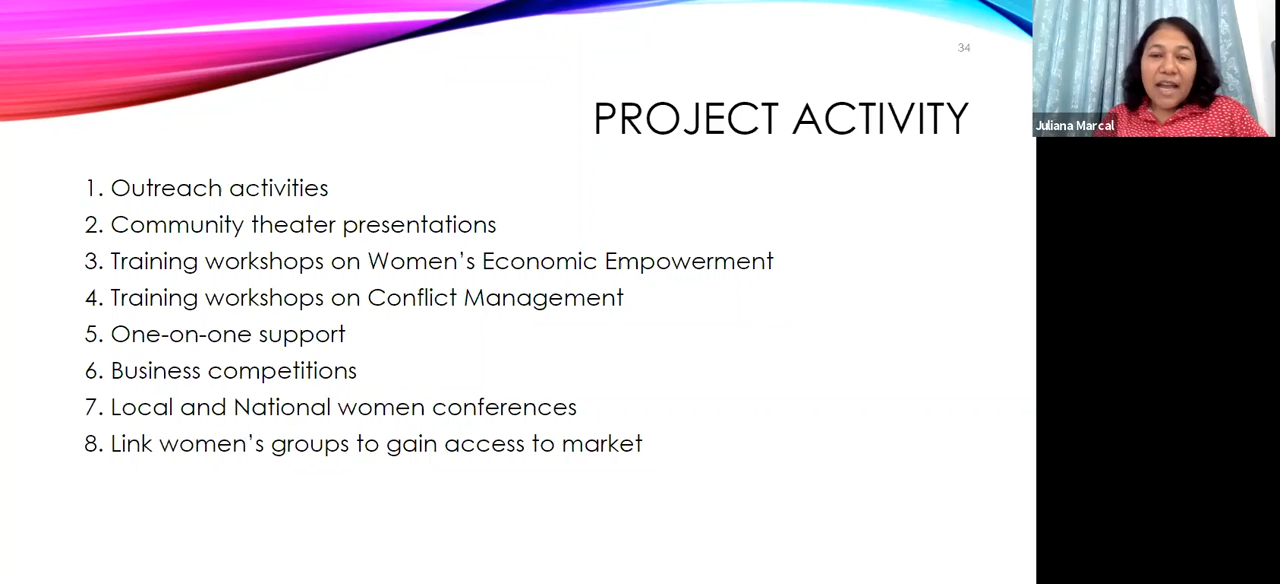 34
PROJECT ACTIVITY
1. Outreach activities
2. Community theater presentations
3. Training workshops on Women’s Economic Empowerment
4. Training workshops on Conflict Management
5. One-on-one support
6. Business competitions
7. Local and National women conferences
8. Link women’s groups to gain access to market
Juliana Marcal